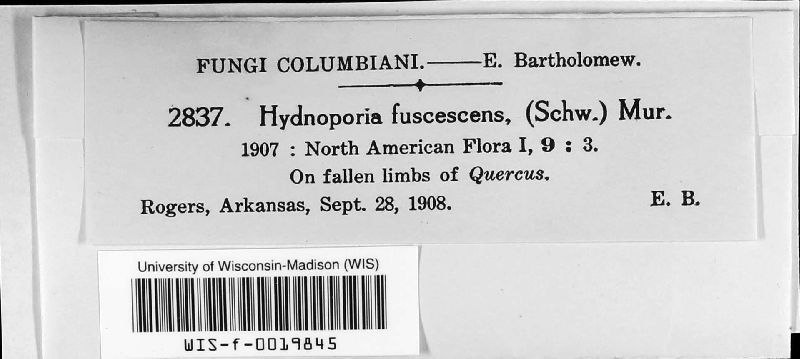 FUNGI COLUMBIANI.——E. Bartholomew.
2837. Hydnoporia fuscescens, (Schw.) Mur.
1907 : North American Flora I, 9 : 3.
On fallen limbs of Quercus.
Rogers, Arkansas, Sept. 28, 1908. E. B.
University of Wisconsin-Madison (WIS)
WIS-f-0019845